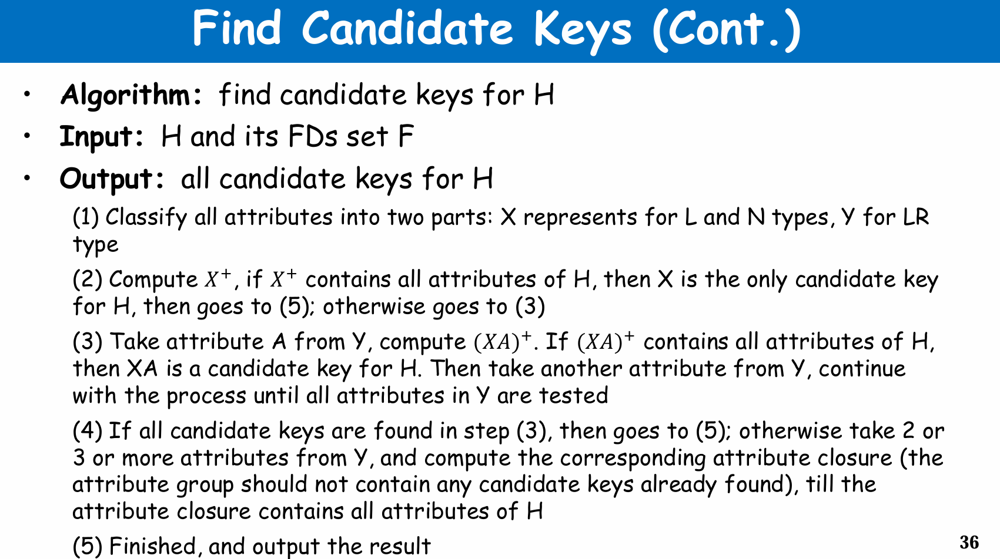 Find Candidate Keys (Cont.)
• Algorithm: find candidate keys for H
• Input: H and its FDs set F
• Output: all candidate keys for H
(1) Classify all attributes into two parts: X represents for L and N types, Y for LR
type
(2) Compute X⁺, if X⁺ contains all attributes of H, then X is the only candidate key
for H, then goes to (5); otherwise goes to (3)
(3) Take attribute A from Y, compute (XA)⁺. If (XA)⁺ contains all attributes of H,
then XA is a candidate key for H. Then take another attribute from Y, continue
with the process until all attributes in Y are tested
(4) If all candidate keys are found in step (3), then goes to (5); otherwise take 2 or
3 or more attributes from Y, and compute the corresponding attribute closure (the
attribute group should not contain any candidate keys already found), till the
attribute closure contains all attributes of H
(5) Finished, and output the result
36